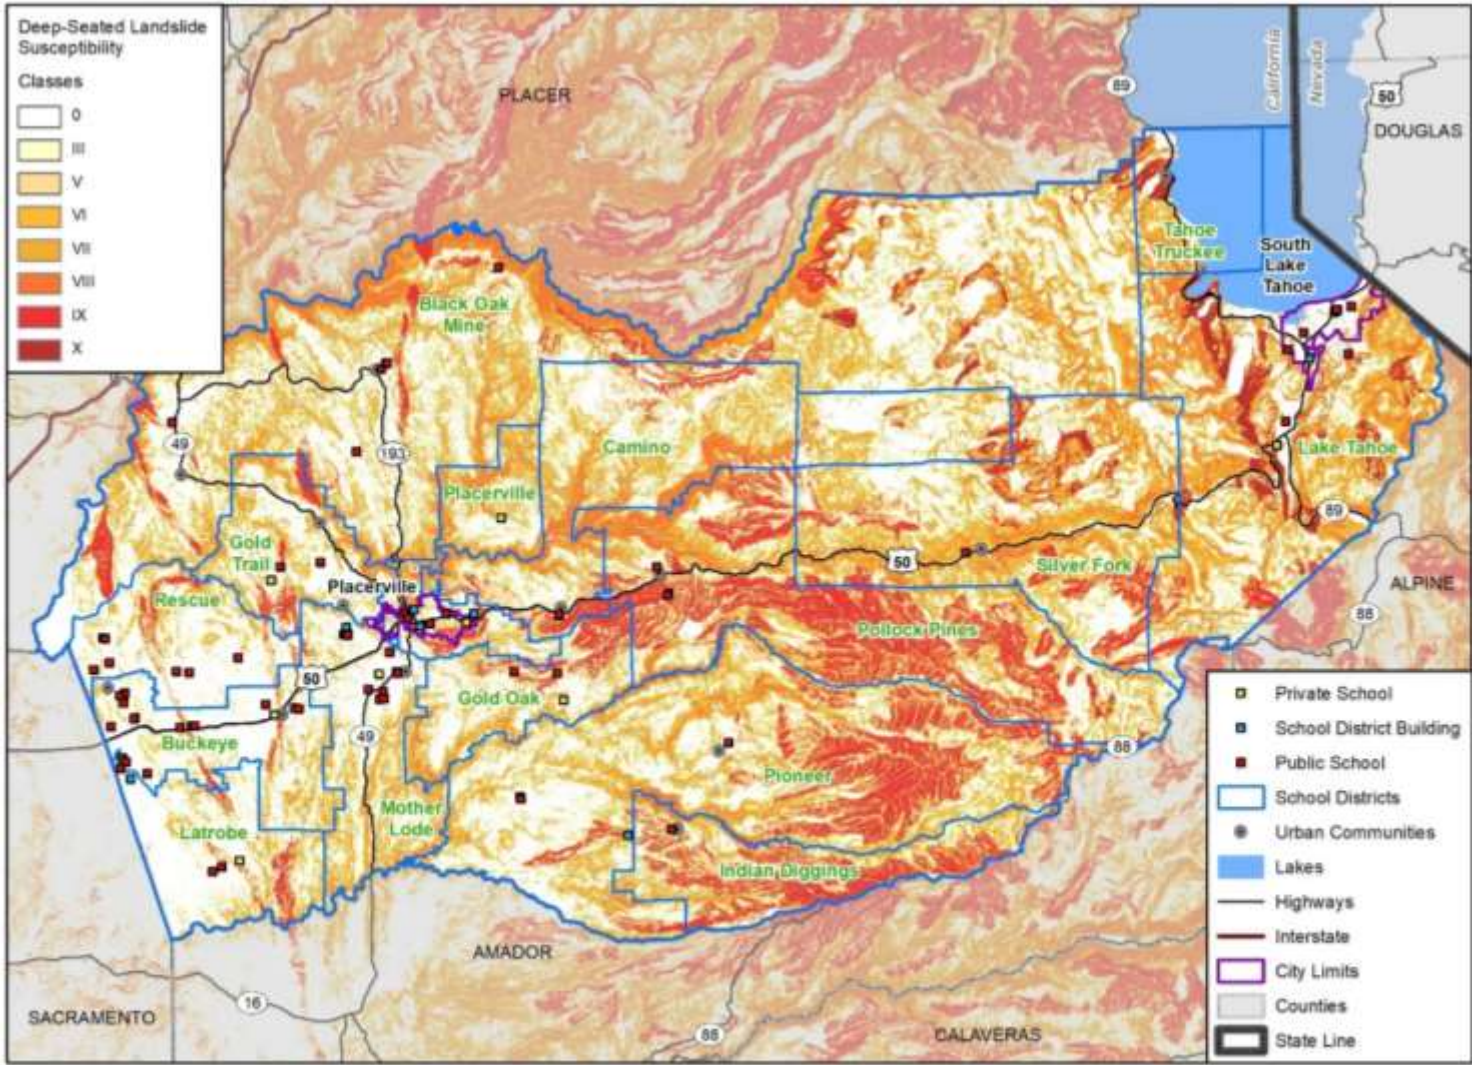 Deep-Seated Landslide
Susceptibility
Classes
0
III
V
VI
VII
VIII
IX
X
PLACER
89
California
Nevada
50
DOUGLAS
Tahoe
Truckee
South
Lake
Tahoe
Black Oak
Mine
49
193
Camino
Placerville
Lake Tahoe
89
Gold
Trail
50
Silver Fork
ALPINE
Placerville
Rescue
88
Pollock Pines
50
Gold Oak
49
Buckeye
88
Pioneer
Mother
Lode
Latrobe
Indian Diggings
AMADOR
SACRAMENTO
16
88
CALAVERAS
Private School
School District Building
Public School
School Districts
Urban Communities
Lakes
Highways
Interstate
City Limits
Counties
State Line